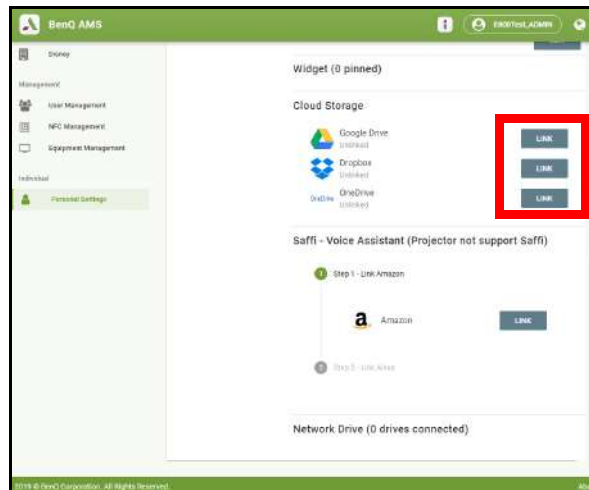 BenQ AMS
i
EB00Test_ADMIN
Disney
Management
User Management
NFC Management
Equipment Management
Individual
Personal Settings
Widget (0 pinned)
Cloud Storage
Google Drive
Unlinked
LINK
Dropbox
Unlinked
LINK
OneDrive
OneDrive
Unlinked
LINK
Saffi - Voice Assistant (Projector not support Saffi)
1 Step 1 - Link Amazon
a Amazon
LINK
2 Step 2 - Link Alexa
Network Drive (0 drives connected)
2019 © BenQ Corporation. All Rights Reserved.